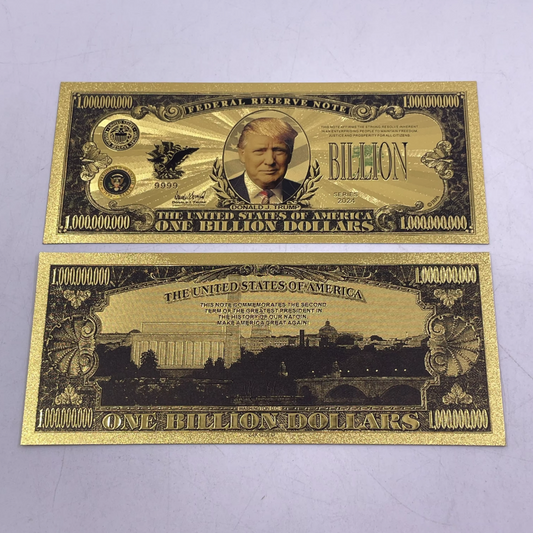 1,000,000,000
FEDERAL RESERVE NOTE
1,000,000,000
BILLION
9999
SERIES
2024
DONALD J. TRUMP
1,000,000,000
THE UNITED STATES OF AMERICA
ONE BILLION DOLLARS
1,000,000,000
1,000,000,000
THE UNITED STATES OF AMERICA
1,000,000,000
THIS NOTE COMMEMORATES THE SECOND
TERM OF THE GREATEST PRESIDENT IN
THE HISTORY OF OUR NATOIN.
MAKE AMERICA GREAT AGAIN!
WASHINGTON D.C.
1,000,000,000
ONE BILLION DOLLARS
1,000,000,000